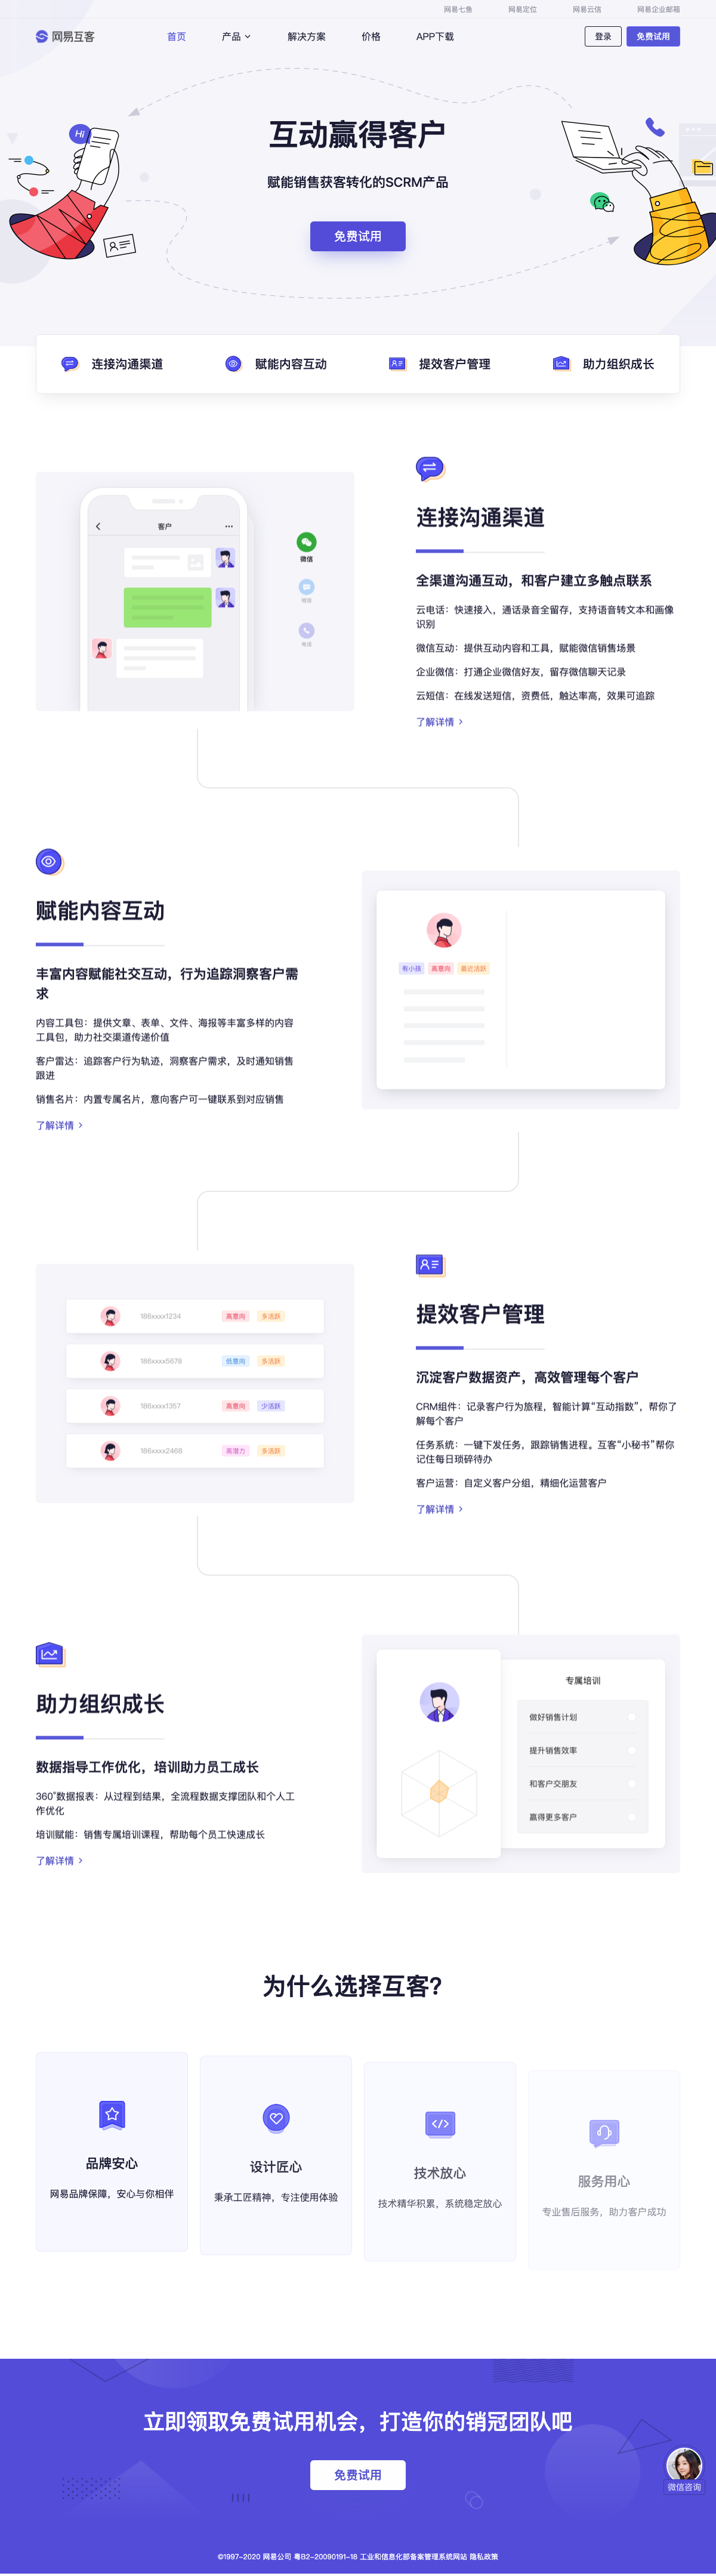 网易七鱼 网易定位 网易云信 网易企业邮箱
网易互客 首页 产品 解决方案 价格 APP下载 登录 免费试用
互动赢得客户
Hi
赋能销售获客转化的SCRM产品
免费试用
连接沟通渠道 赋能内容互动 提效客户管理 助力组织成长
客户
微信
短信
电话
连接沟通渠道
全渠道沟通互动，和客户建立多触点联系
云电话：快速接入，通话录音全留存，支持语音转文本和画像
识别
微信互动：提供互动内容和工具，赋能微信销售场景
企业微信：打通企业微信好友，留存微信聊天记录
云短信：在线发送短信，资费低，触达率高，效果可追踪
了解详情
赋能内容互动
丰富内容赋能社交互动，行为追踪洞察客户需
求
内容工具包：提供文章、表单、文件、海报等丰富多样的内容
工具包，助力社交渠道传递价值
客户雷达：追踪客户行为轨迹，洞察客户需求，及时通知销售
跟进
销售名片：内置专属名片，意向客户可一键联系到对应销售
了解详情
有小孩 高意向 最近活跃
186xxxx1234 高意向 多活跃
186xxxx5678 低意向 多活跃
186xxxx1357 高意向 少活跃
186xxxx2468 高潜力 多活跃
提效客户管理
沉淀客户数据资产，高效管理每个客户
CRM组件：记录客户行为旅程，智能计算“互动指数”，帮你了
解每个客户
任务系统：一键下发任务，跟踪销售进程。互客“小秘书”帮你
记住每日琐碎待办
客户运营：自定义客户分组，精细化运营客户
了解详情
助力组织成长
数据指导工作优化，培训助力员工成长
360°数据报表：从过程到结果，全流程数据支撑团队和个人工
作优化
培训赋能：销售专属培训课程，帮助每个员工快速成长
了解详情
专属培训
做好销售计划
提升销售效率
和客户交朋友
赢得更多客户
为什么选择互客?
品牌安心
网易品牌保障，安心与你相伴
设计匠心
秉承工匠精神，专注使用体验
技术放心
技术精华积累，系统稳定放心
服务用心
专业售后服务，助力客户成功
立即领取免费试用机会，打造你的销冠团队吧
免费试用
微信咨询
©1997-2020 网易公司 粤B2-20090191-18 工业和信息化部备案管理系统网站 隐私政策